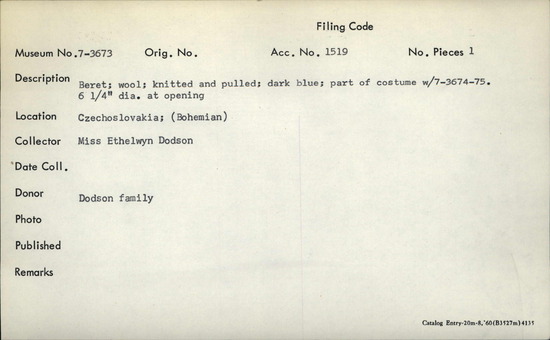 Filing Code
Museum No. 7-3673 Orig. No. Acc. No. 1519 No. Pieces 1
Description Beret; wool; knitted and pulled; dark blue; part of costume w/7-3674-75.
6 1/4" dia. at opening
Location Czechoslovakia; (Bohemian)
Collector Miss Ethelwyn Dodson
Date Coll.
Donor Dodson family
Photo
Published
Remarks
Catalog Entry-20m-8,'60(B3527m)4135